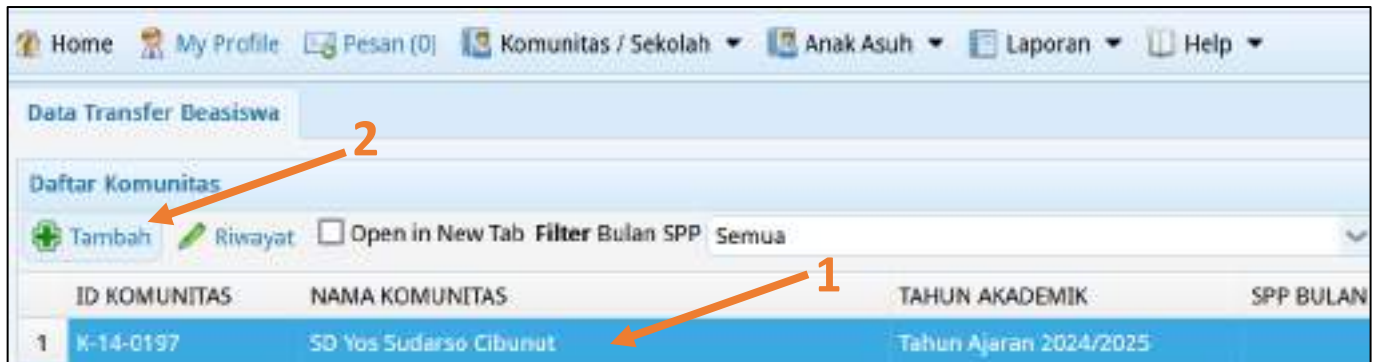 Home My Profile Pesan (0) Komunitas / Sekolah Anak Asuh Laporan Help
Data Transfer Beasiswa
2
Daftar Komunitas
Tambah Riwayat Open in New Tab Filter Bulan SPP Semua
1
ID KOMUNITAS NAMA KOMUNITAS TAHUN AKADEMIK SPP BULAN
1 K-14-0197 SD Yos Sudarso Cibunut Tahun Ajaran 2024/2025